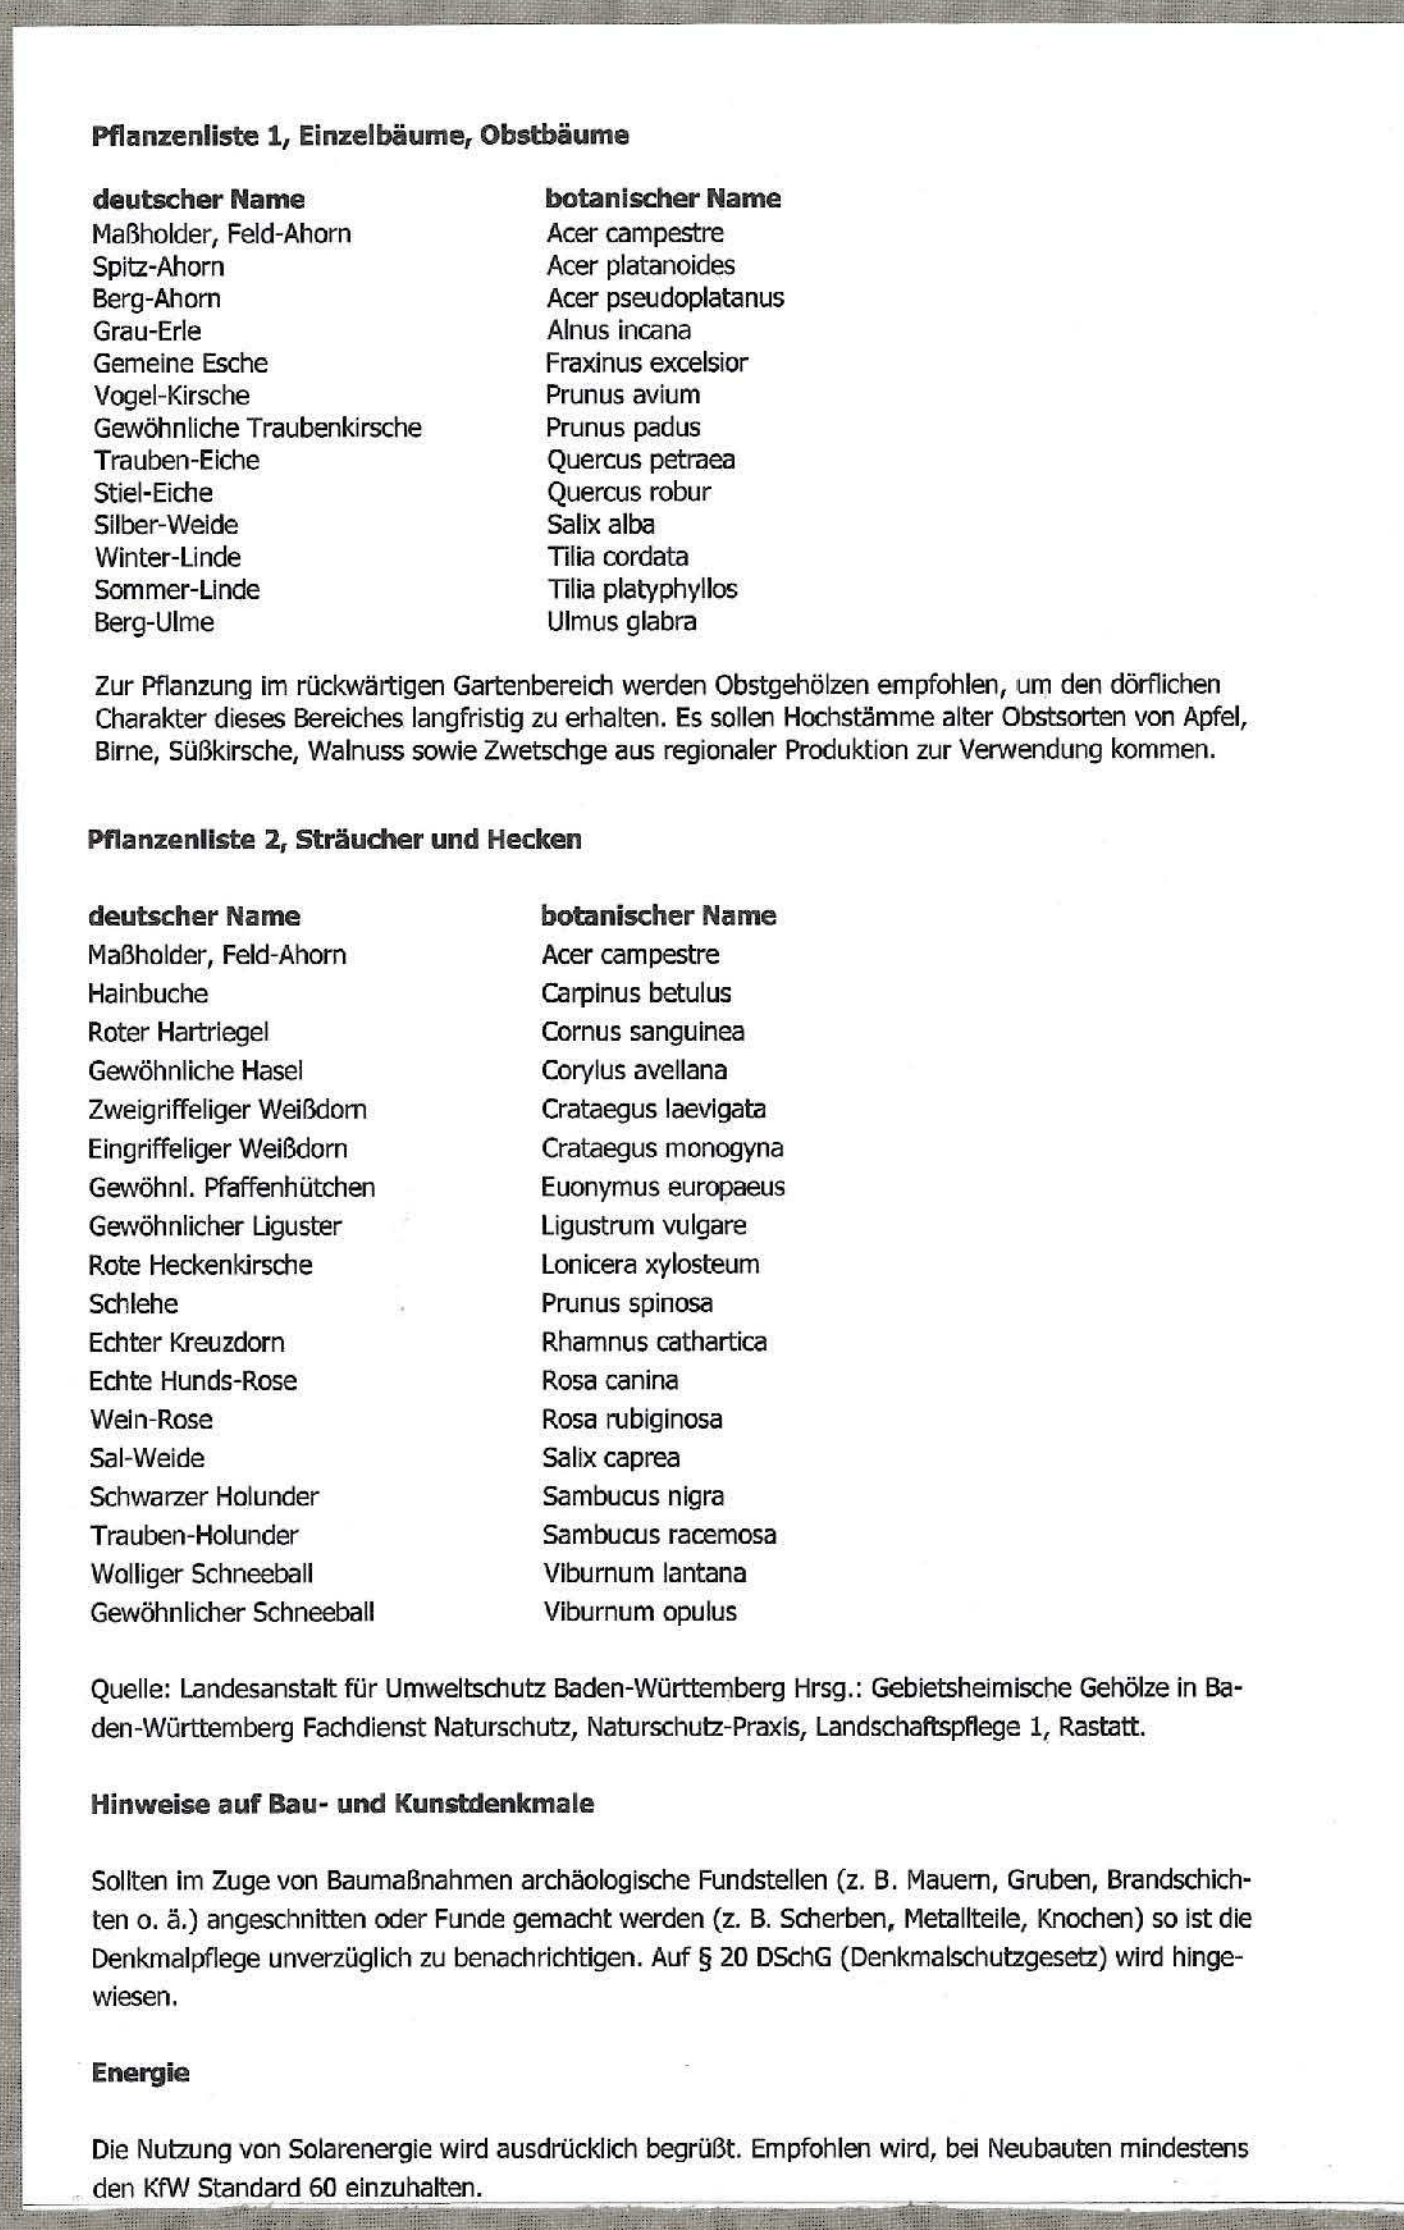 Pflanzenliste 1, Einzelbäume, Obstbäume
deutscher Name botanischer Name
Maßholder, Feld-Ahorn Acer campestre
Spitz-Ahorn Acer platanoides
Berg-Ahorn Acer pseudoplatanus
Grau-Erle Alnus incana
Gemeine Esche Fraxinus excelsior
Vogel-Kirsche Prunus avium
Gewöhnliche Traubenkirsche Prunus padus
Trauben-Eiche Quercus petraea
Stiel-Eiche Quercus robur
Silber-Weide Salix alba
Winter-Linde Tilia cordata
Sommer-Linde Tilia platyphyllos
Berg-Ulme Ulmus glabra
Zur Pflanzung im rückwärtigen Gartenbereich werden Obstgehölzen empfohlen, um den dörflichen
Charakter dieses Bereiches langfristig zu erhalten. Es sollen Hochstämme alter Obstsorten von Apfel,
Birne, Süßkirsche, Walnuss sowie Zwetschge aus regionaler Produktion zur Verwendung kommen.
Pflanzenliste 2, Sträucher und Hecken
deutscher Name botanischer Name
Maßholder, Feld-Ahorn Acer campestre
Hainbuche Carpinus betulus
Roter Hartriegel Cornus sanguinea
Gewöhnliche Hasel Corylus avellana
Zweigriffeliger Weißdorn Crataegus laevigata
Eingriffeliger Weißdorn Crataegus monogyna
Gewöhnl. Pfaffenhütchen Euonymus europaeus
Gewöhnlicher Liguster Ligustrum vulgare
Rote Heckenkirsche Lonicera xylosteum
Schlehe Prunus spinosa
Echter Kreuzdorn Rhamnus cathartica
Echte Hunds-Rose Rosa canina
Wein-Rose Rosa rubiginosa
Sal-Weide Salix caprea
Schwarzer Holunder Sambucus nigra
Trauben-Holunder Sambucus racemosa
Wolliger Schneeball Viburnum lantana
Gewöhnlicher Schneeball Viburnum opulus
Quelle: Landesanstalt für Umweltschutz Baden-Württemberg Hrsg.: Gebietsheimische Gehölze in Ba-
den-Württemberg Fachdienst Naturschutz, Naturschutz-Praxis, Landschaftspflege 1, Rastatt.
Hinweise auf Bau- und Kunstdenkmale
Sollten im Zuge von Baumaßnahmen archäologische Fundstellen (z. B. Mauern, Gruben, Brandschich-
ten o. ä.) angeschnitten oder Funde gemacht werden (z. B. Scherben, Metallteile, Knochen) so ist die
Denkmalpflege unverzüglich zu benachrichtigen. Auf § 20 DSchG (Denkmalschutzgesetz) wird hinge-
wiesen.
Energie
Die Nutzung von Solarenergie wird ausdrücklich begrüßt. Empfohlen wird, bei Neubauten mindestens
den KfW Standard 60 einzuhalten.